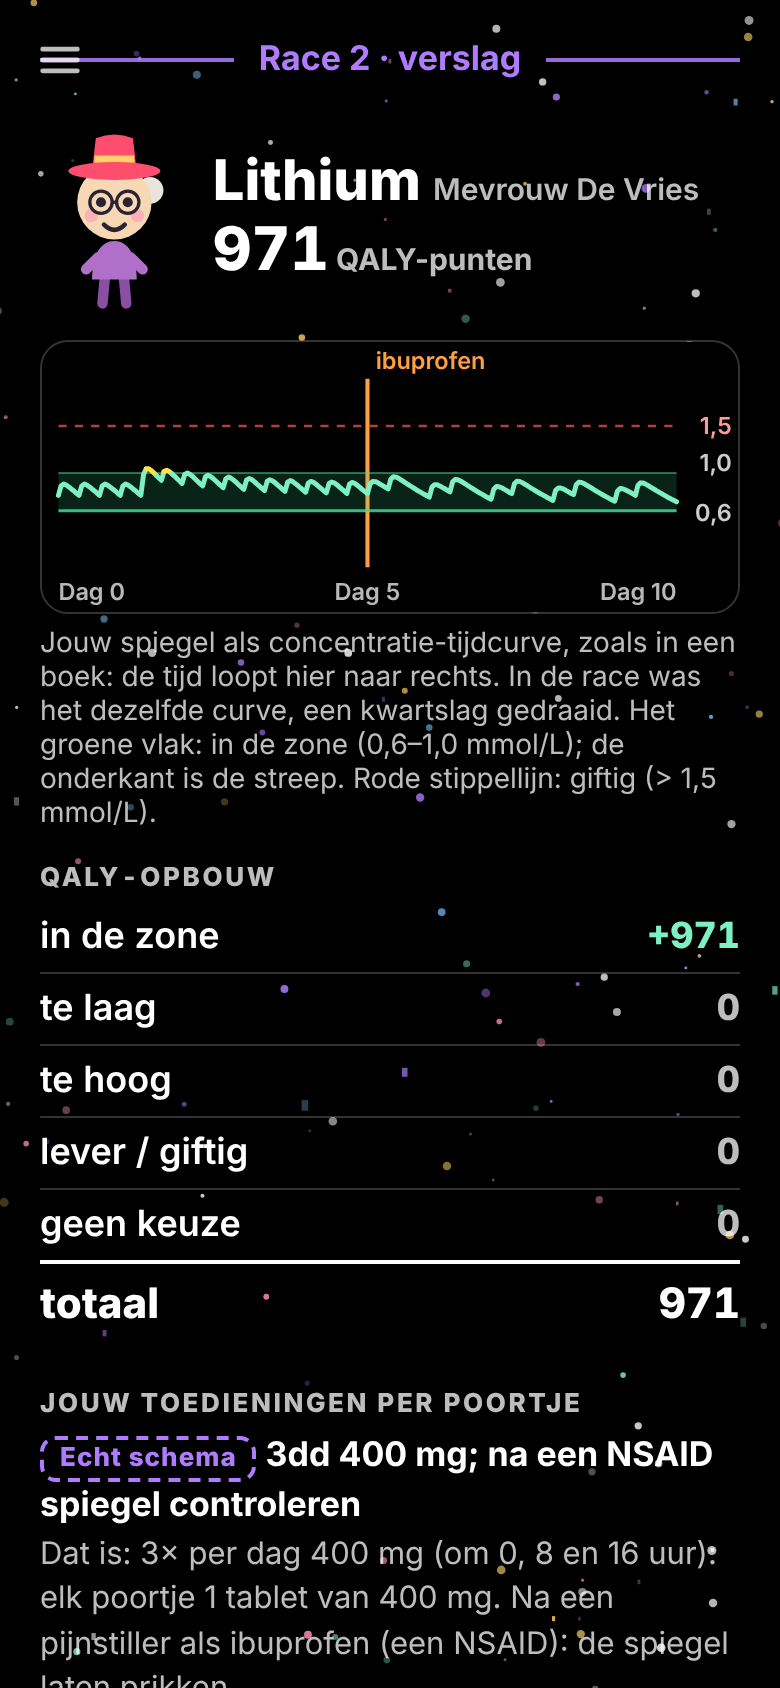 Race 2 · verslag
Lithium Mevrouw De Vries
971 QALY-punten
ibuprofen
1,5
1,0
0,6
Dag 0 Dag 5 Dag 10
Jouw spiegel als concentratie-tijdcurve, zoals in een
boek: de tijd loopt hier naar rechts. In de race was
het dezelfde curve, een kwartslag gedraaid. Het
groene vlak: in de zone (0,6–1,0 mmol/L); de
onderkant is de streep. Rode stippellijn: giftig (> 1,5
mmol/L).
QALY-OPBOUW
in de zone +971
te laag 0
te hoog 0
lever / giftig 0
geen keuze 0
totaal 971
JOUW TOEDIENINGEN PER POORTJE
Echt schema 3dd 400 mg; na een NSAID
spiegel controleren
Dat is: 3× per dag 400 mg (om 0, 8 en 16 uur):
elk poortje 1 tablet van 400 mg. Na een
pijnstiller als ibuprofen (een NSAID): de spiegel
laten prikken